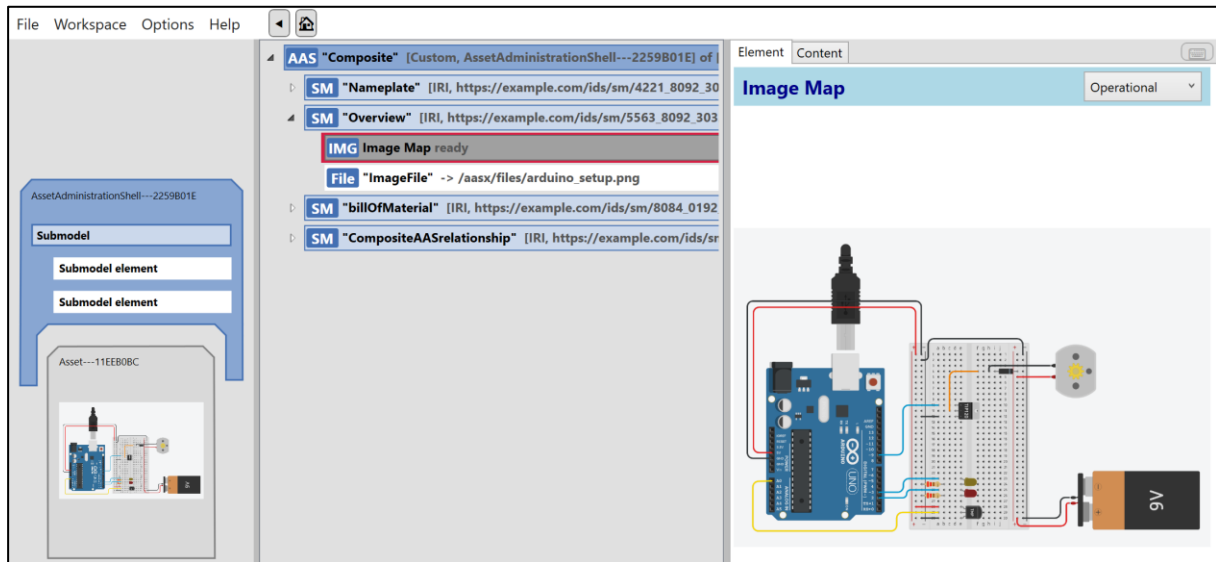 File Workspace Options Help
AAS "Composite" [Custom, AssetAdministrationShell---2259B01E] of
SM "Nameplate" [IRI, https://example.com/ids/sm/4221_8092_30
SM "Overview" [IRI, https://example.com/ids/sm/5563_8092_303
IMG Image Map ready
File "ImageFile" -> /aasx/files/arduino_setup.png
SM "billOfMaterial" [IRI, https://example.com/ids/sm/8084_0192
SM "CompositeAASrelationship" [IRI, https://example.com/ids/sm
AssetAdministrationShell---2259B01E
Submodel
Submodel element
Submodel element
Asset---11EEB0BC
9V
Element Content
Image Map Operational
ARDUINO
UNO
9V